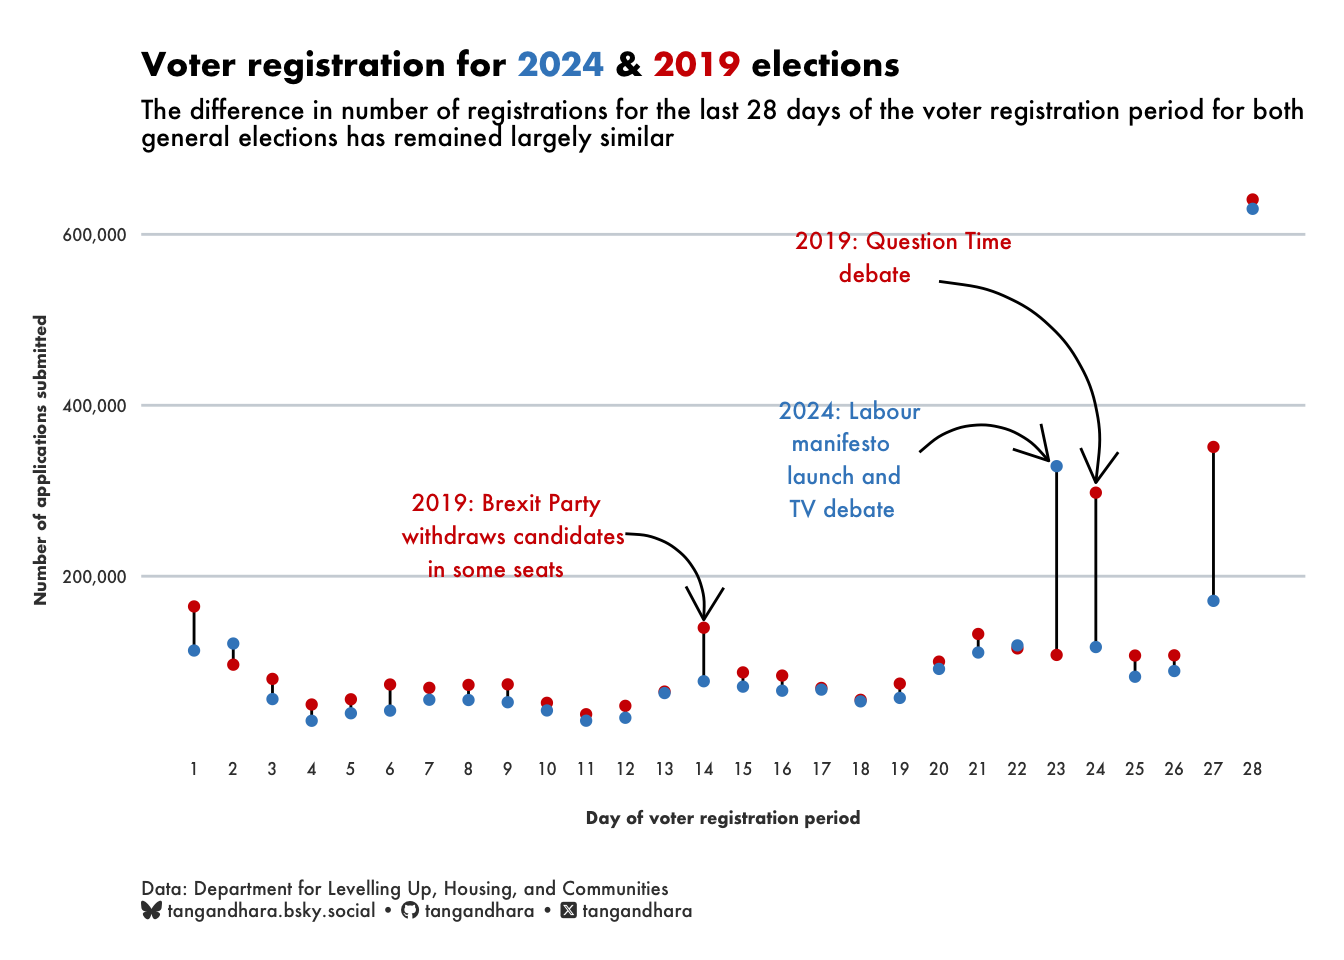 Voter registration for 2024 & 2019 elections
The difference in number of registrations for the last 28 days of the voter registration period for both
general elections has remained largely similar
Number of applications submitted
600,000
400,000
200,000
2019: Question Time
debate
2024: Labour
manifesto
launch and
TV debate
2019: Brexit Party
withdraws candidates
in some seats
1 2 3 4 5 6 7 8 9 10 11 12 13 14 15 16 17 18 19 20 21 22 23 24 25 26 27 28
Day of voter registration period
Data: Department for Levelling Up, Housing, and Communities
tangandhara.bsky.social • tangandhara • tangandhara